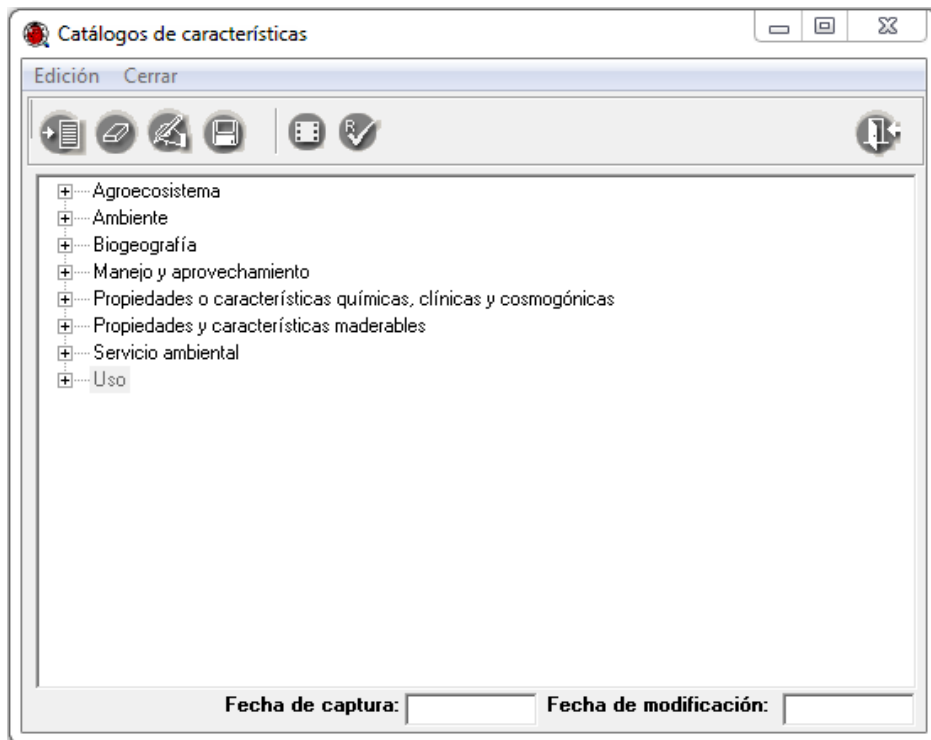 Catálogos de características
Edición Cerrar
R
Agroecosistema
Ambiente
Biogeografía
Manejo y aprovechamiento
Propiedades o características químicas, clínicas y cosmogónicas
Propiedades y características maderables
Servicio ambiental
Uso
Fecha de captura: Fecha de modificación: